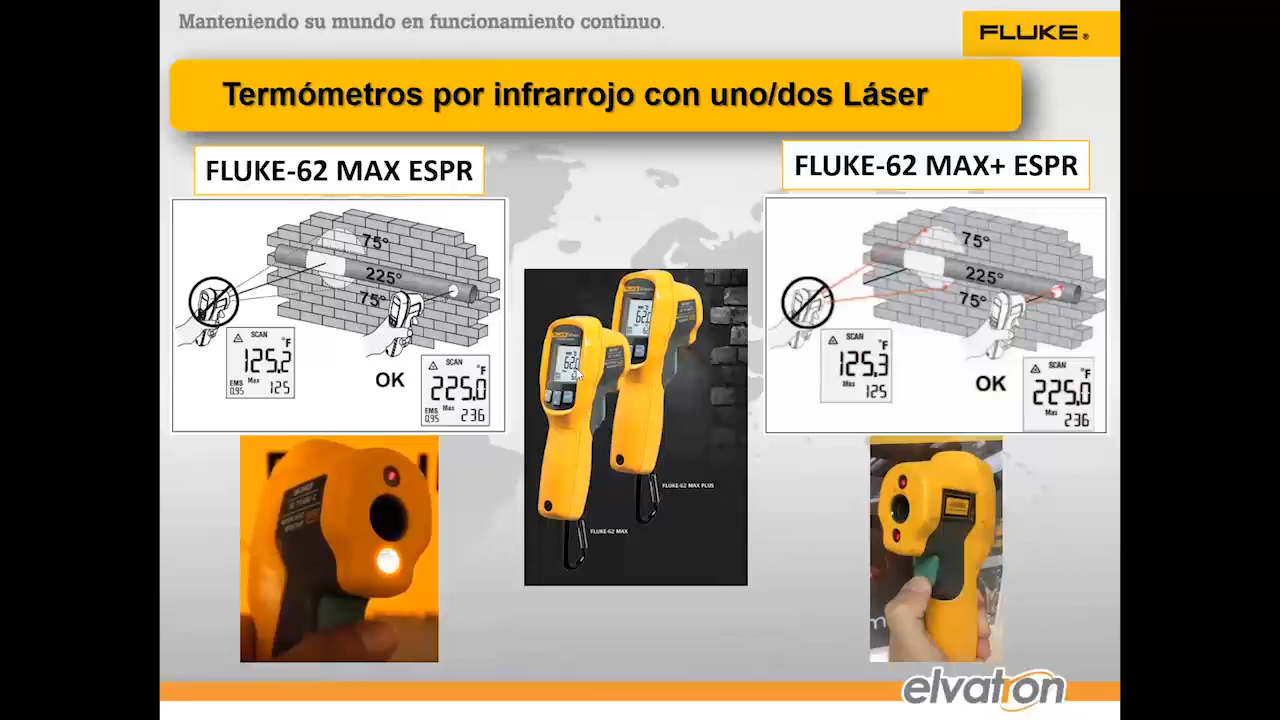 Manteniendo su mundo en funcionamiento continuo.
FLUKE®
Termómetros por infrarrojo con uno/dos Láser
FLUKE-62 MAX ESPR
FLUKE-62 MAX+ ESPR
75°
225°
75°
SCAN
°F
125.2
EMS
0.95
Max
125
OK
SCAN
°F
225.0
EMS
0.95
Max
236
75°
225°
75°
SCAN
°F
125.3
Max
125
OK
SCAN
°F
225.0
Max
236
FLUKE-62 MAX PLUS
FLUKE-62 MAX
elvatron